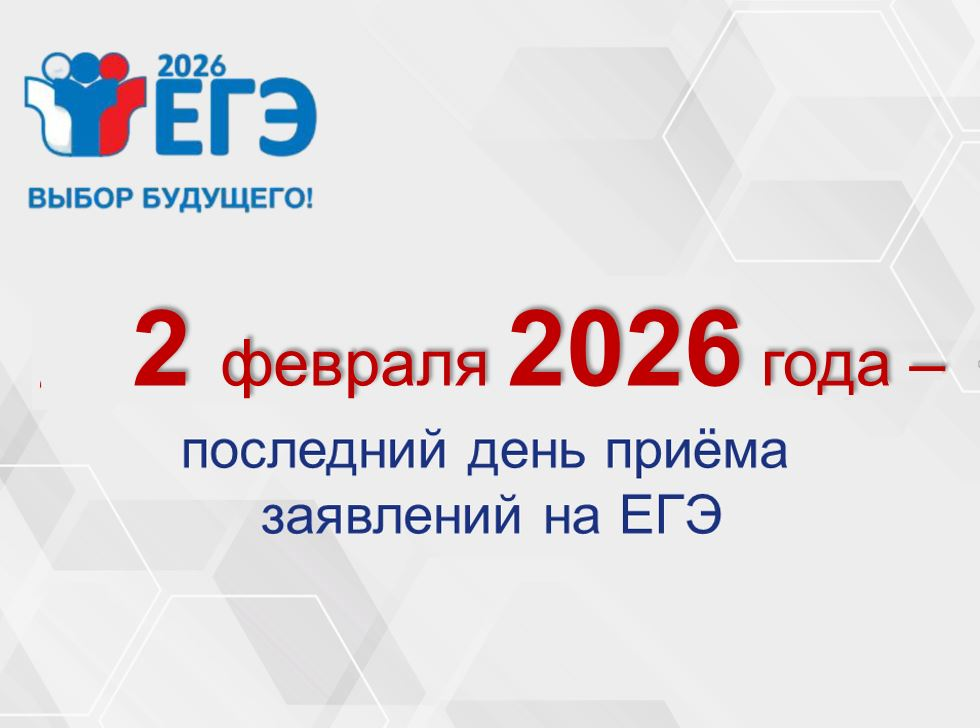 2026
ЕГЭ
ВЫБОР БУДУЩЕГО!
2 февраля 2026 года –
последний день приёма
заявлений на ЕГЭ